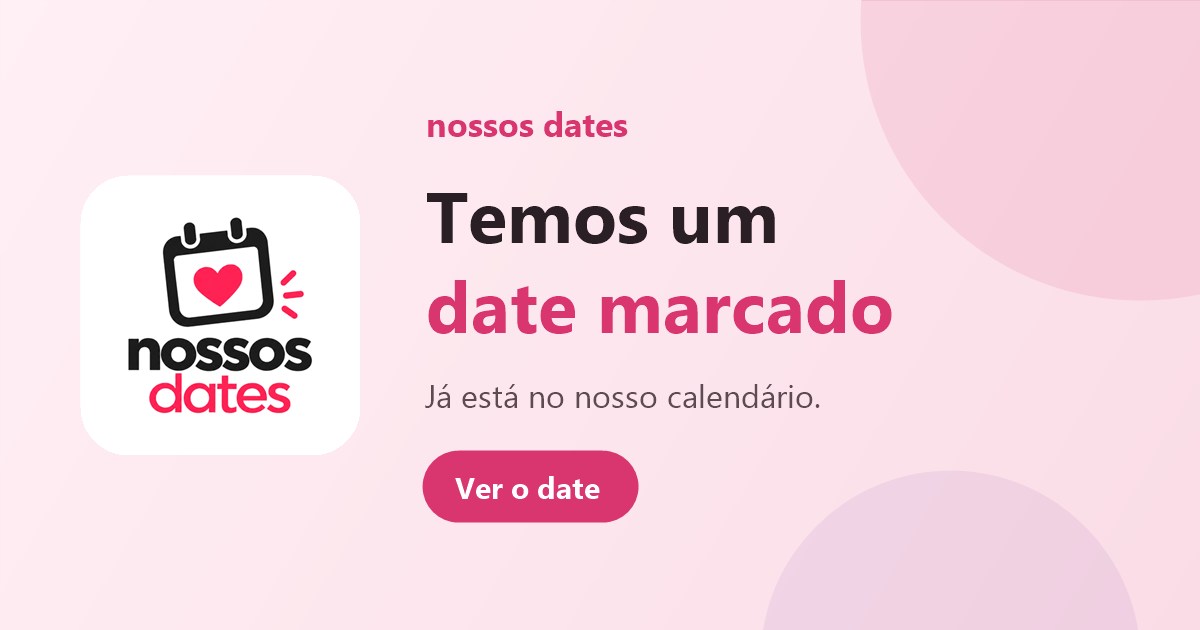 nossos dates
Temos um
date marcado
Já está no nosso calendário.
Ver o date
nossos
dates